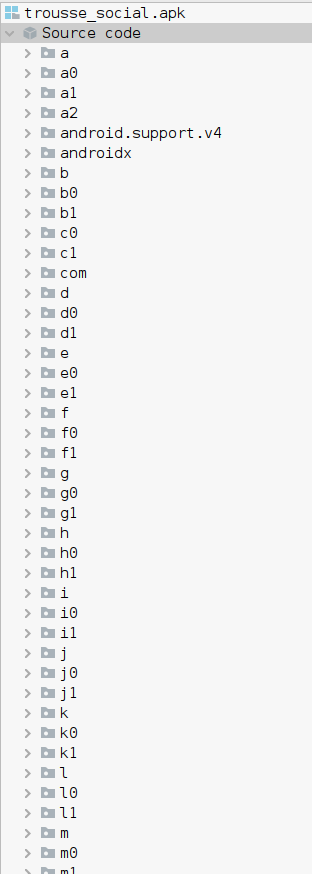 trousse_social.apk
Source code
a
a0
a1
a2
android.support.v4
androidx
b
b0
b1
c0
c1
com
d
d0
d1
e
e0
e1
f
f0
f1
g
g0
g1
h
h0
h1
i
i0
i1
j
j0
j1
k
k0
k1
l
l0
l1
m
m0
m1